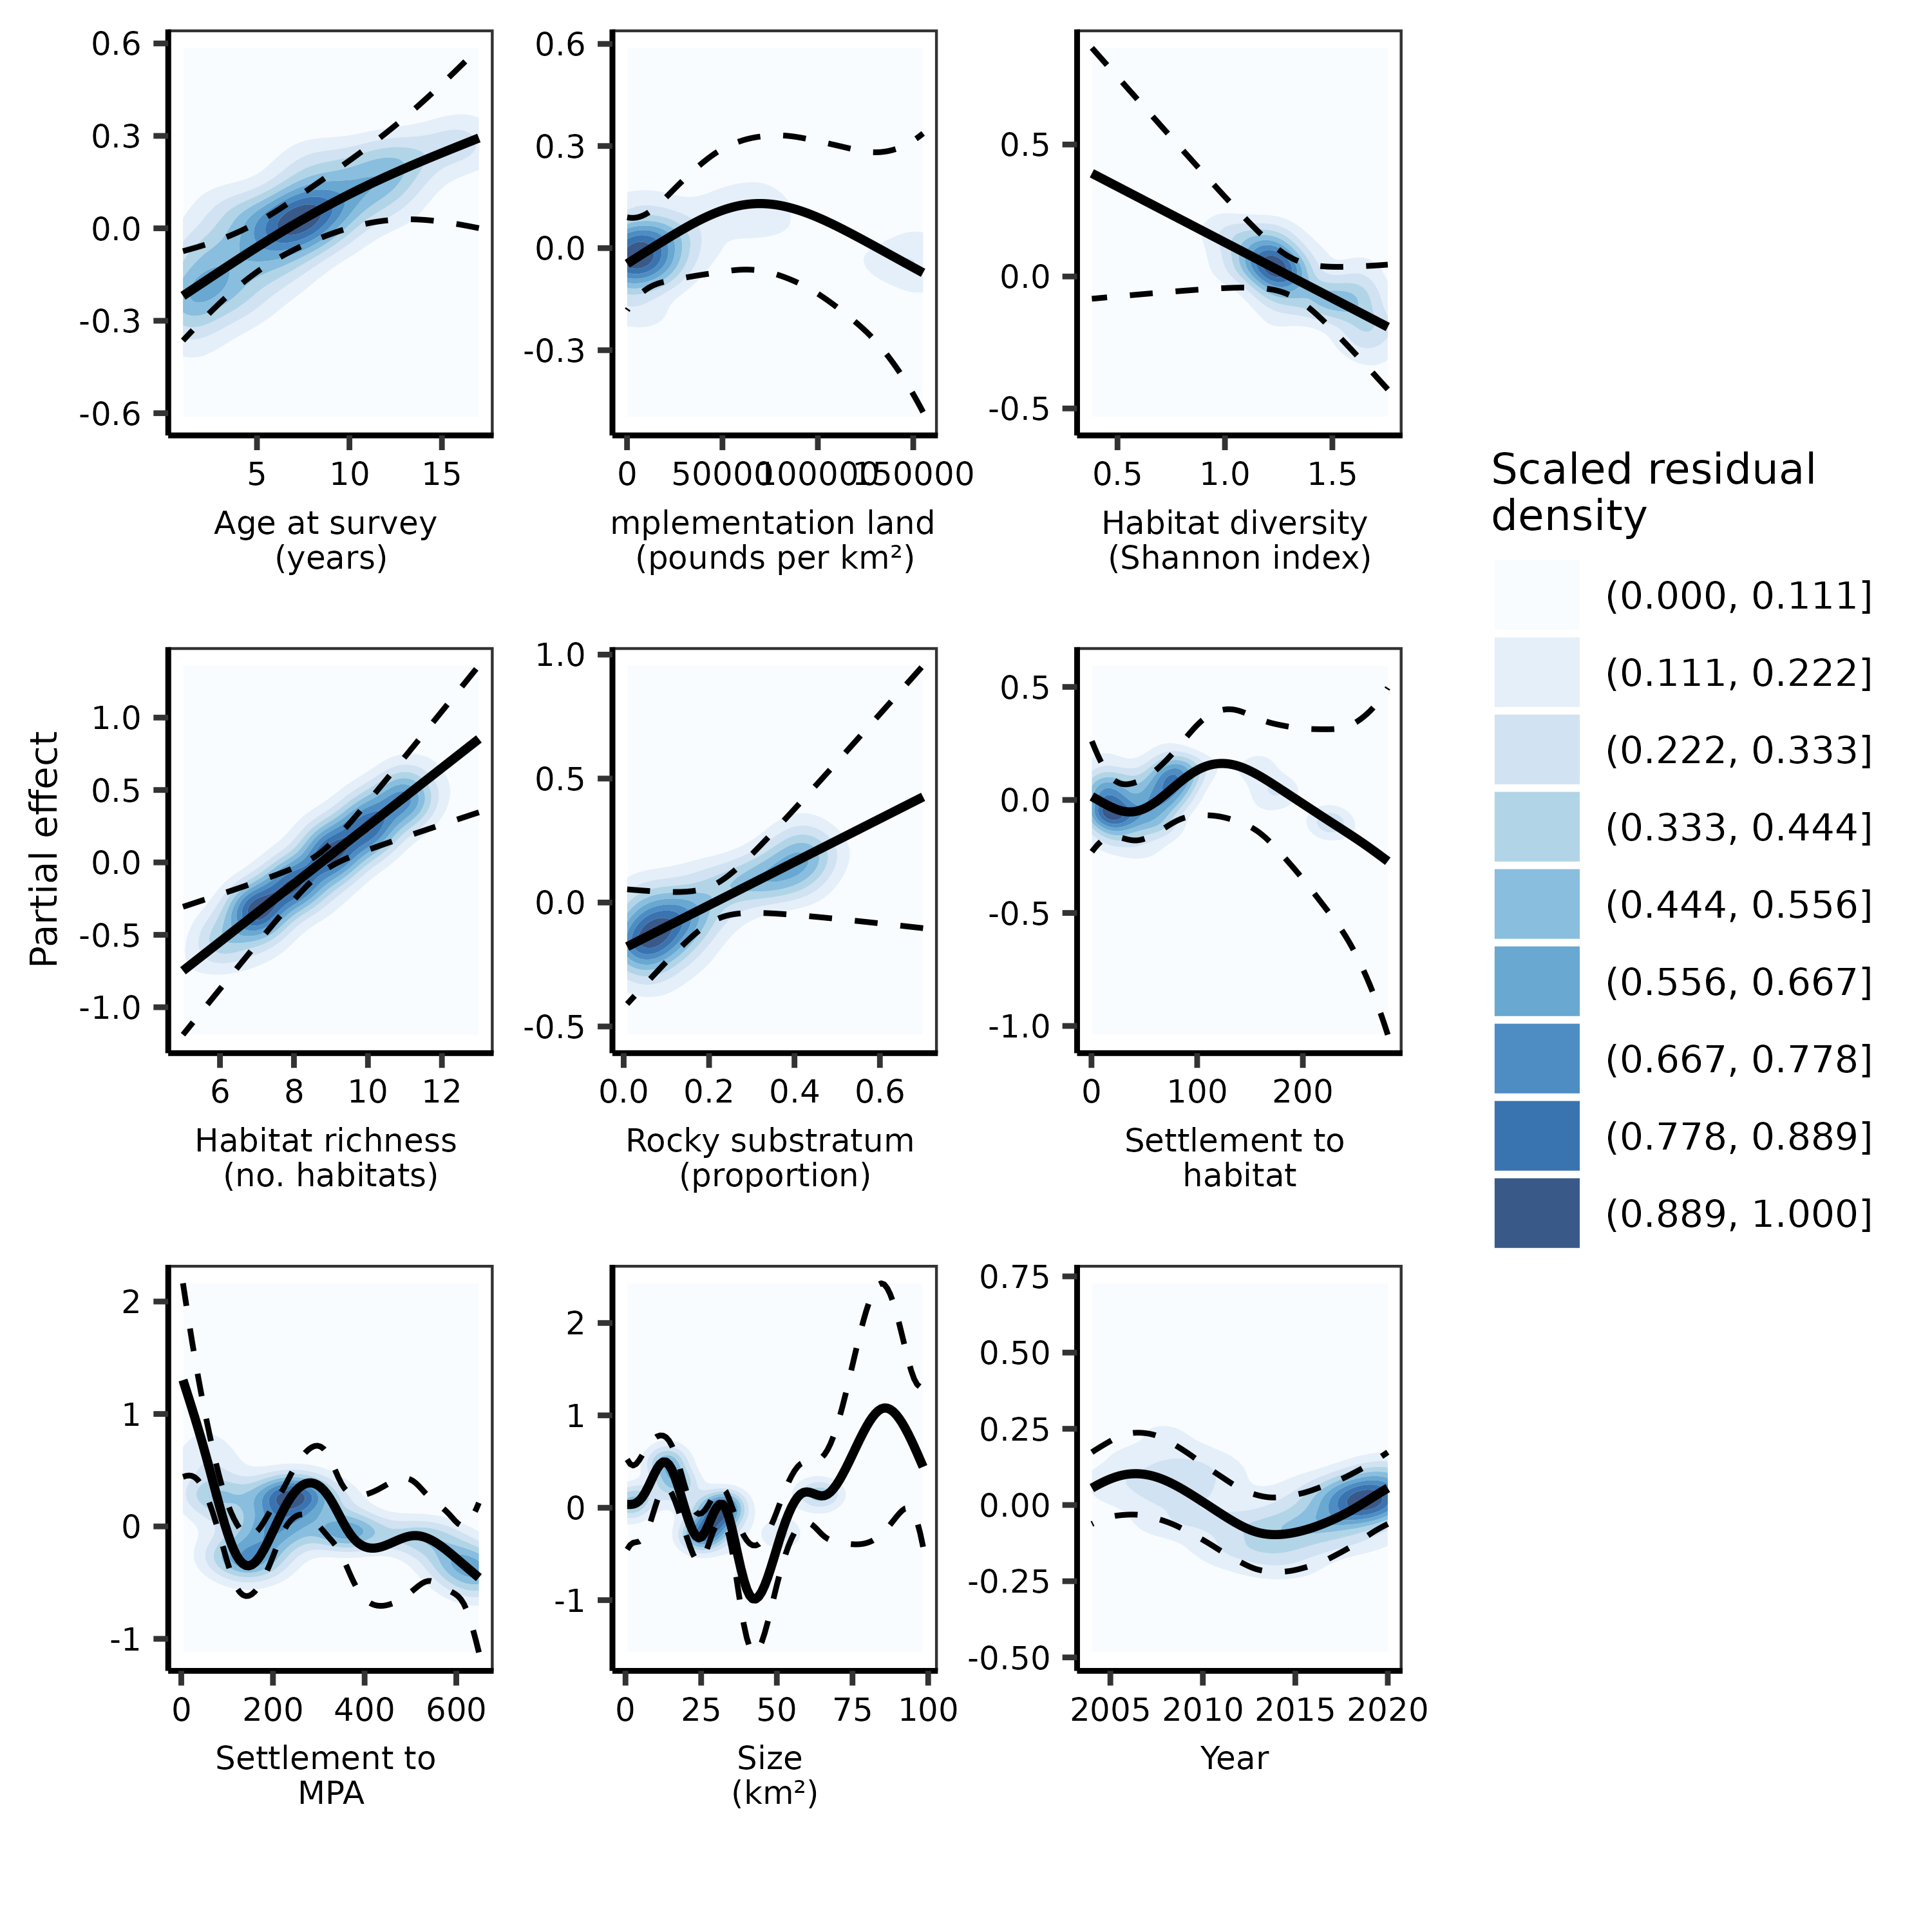 0.6
0.3
0.0
-0.3
-0.6
5 10 15
Age at survey
(years)
0.6
0.3
0.0
-0.3
0 50000 100000 150000
mplementation land
(pounds per km²)
0.5
0.0
-0.5
0.5 1.0 1.5
Habitat diversity
(Shannon index)
Partial effect
1.0
0.5
0.0
-0.5
-1.0
6 8 10 12
Habitat richness
(no. habitats)
1.0
0.5
0.0
-0.5
0.0 0.2 0.4 0.6
Rocky substratum
(proportion)
0.5
0.0
-0.5
-1.0
0 100 200
Settlement to
habitat
2
1
0
-1
0 200 400 600
Settlement to
MPA
2
1
0
-1
0 25 50 75 100
Size
(km²)
0.75
0.50
0.25
0.00
-0.25
-0.50
2005 2010 2015 2020
Year
Scaled residual
density
(0.000, 0.111]
(0.111, 0.222]
(0.222, 0.333]
(0.333, 0.444]
(0.444, 0.556]
(0.556, 0.667]
(0.667, 0.778]
(0.778, 0.889]
(0.889, 1.000]